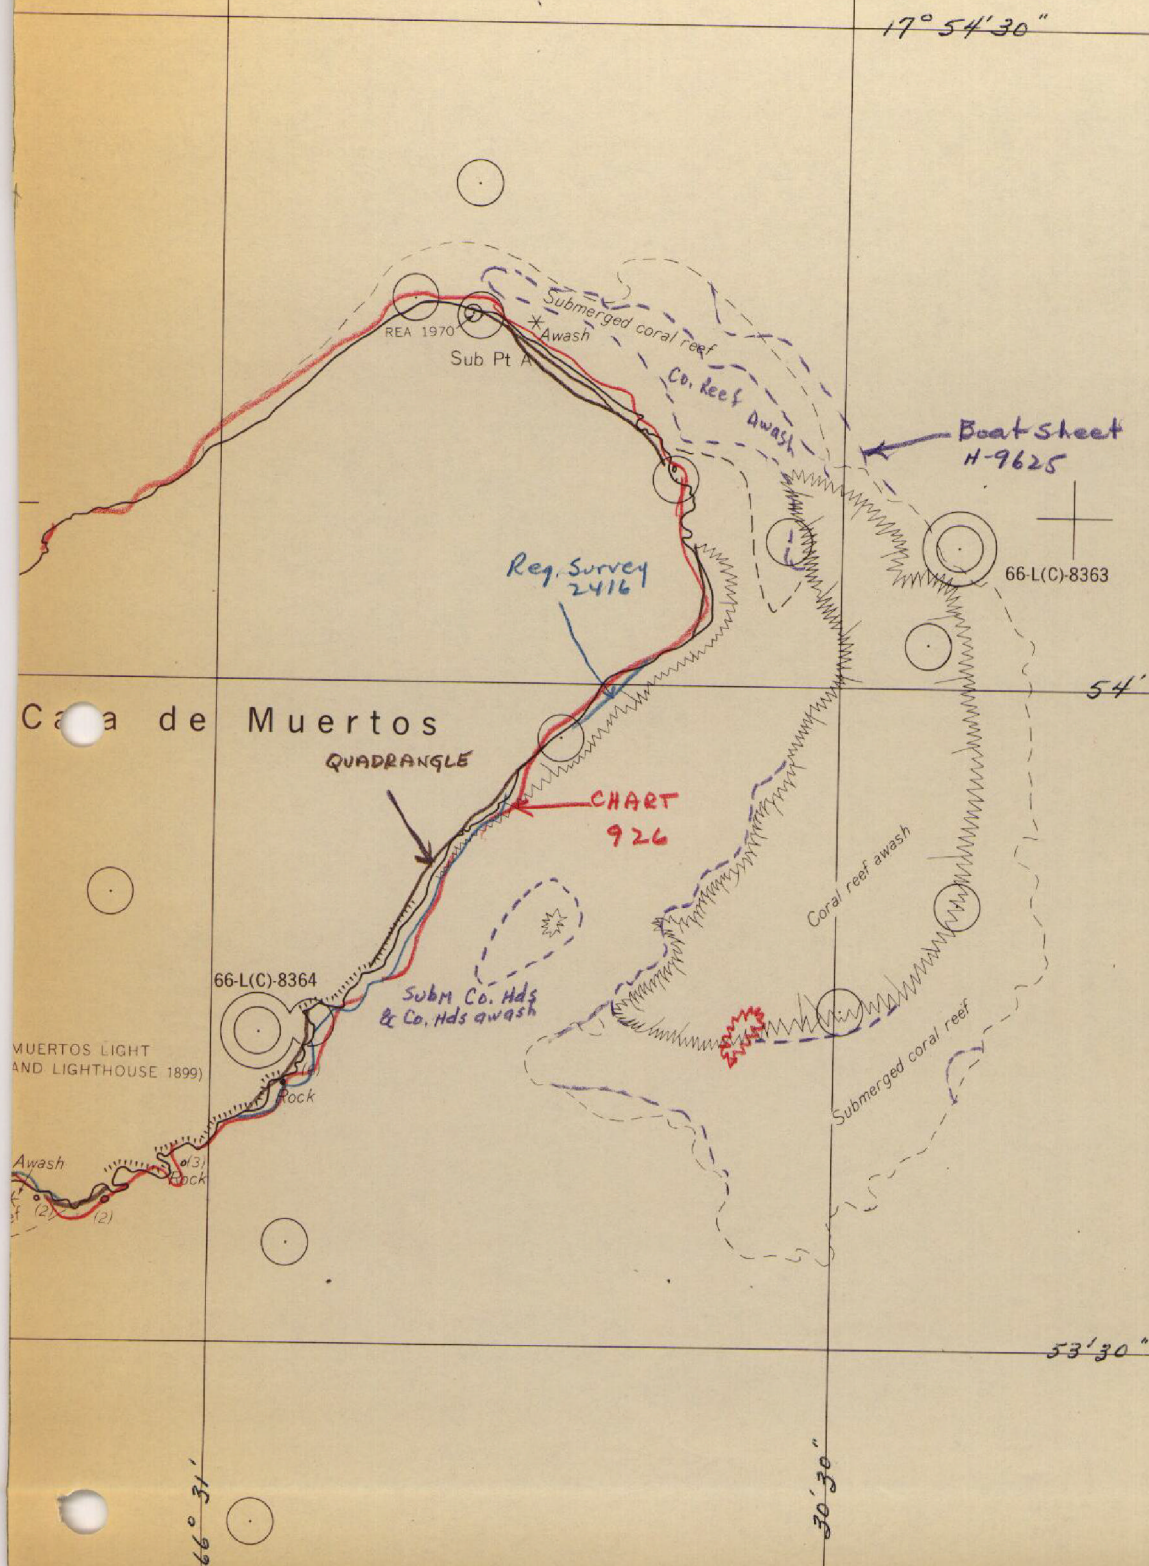 17° 54' 30"
REA 1970
Sub Pt A
Awash
Submerged coral reef
Co. Reef
Awash
Boat Sheet
H-9625
66-L(C)-8363
Reg. Survey
2416
54'
Ca a de Muertos
QUADRANGLE
CHART
926
Coral reef awash
66-L(C)-8364
Subm Co. Hds
& Co. Hds awash
MUERTOS LIGHT
AND LIGHTHOUSE 1899)
Rock
Submerged coral reef
Awash
(3)
Rock
(2)
(2)
53' 30"
66° 31'
30' 30"